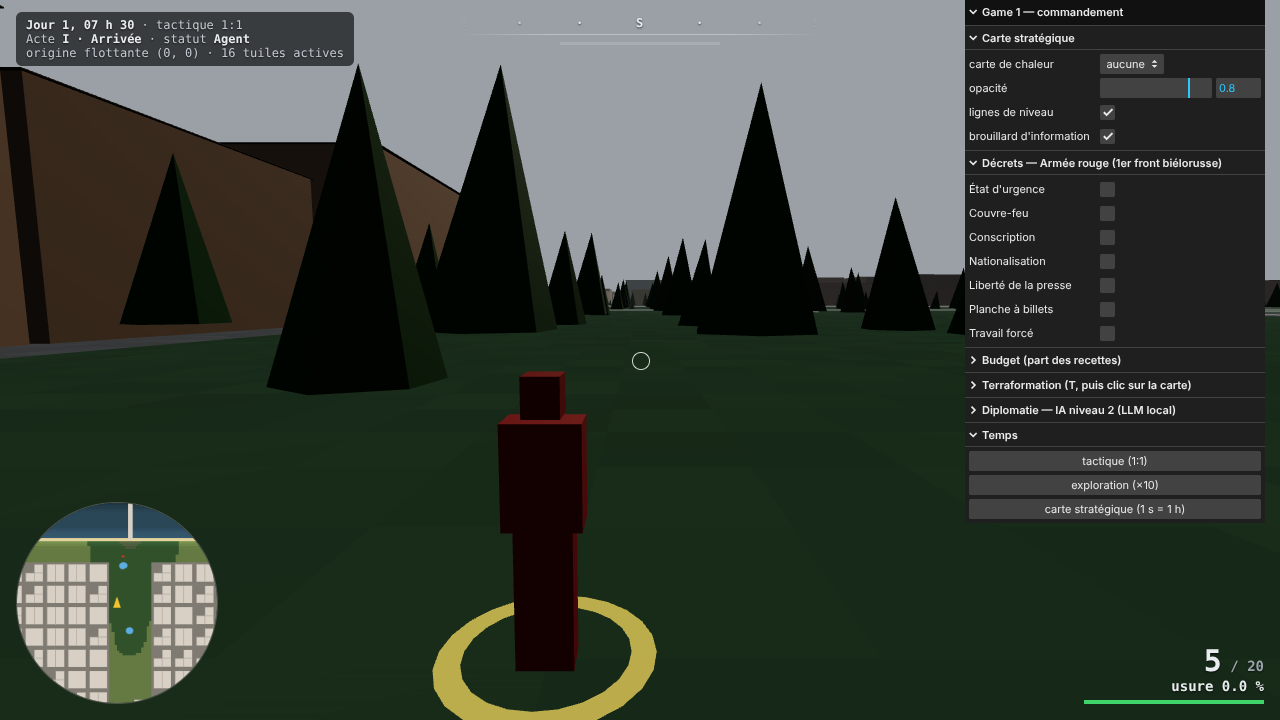 Jour 1, 07 h 30 · tactique 1:1
Acte I · Arrivée · statut Agent
origine flottante (0, 0) · 16 tuiles actives
S
Game 1 — commandement
Carte stratégique
carte de chaleur aucune
opacité 0.8
lignes de niveau
brouillard d'information
Décrets — Armée rouge (1er front biélorusse)
État d'urgence
Couvre-feu
Conscription
Nationalisation
Liberté de la presse
Planche à billets
Travail forcé
Budget (part des recettes)
Terraformation (T, puis clic sur la carte)
Diplomatie — IA niveau 2 (LLM local)
Temps
tactique (1:1)
exploration (×10)
carte stratégique (1 s = 1 h)
5 / 20
usure 0.0 %